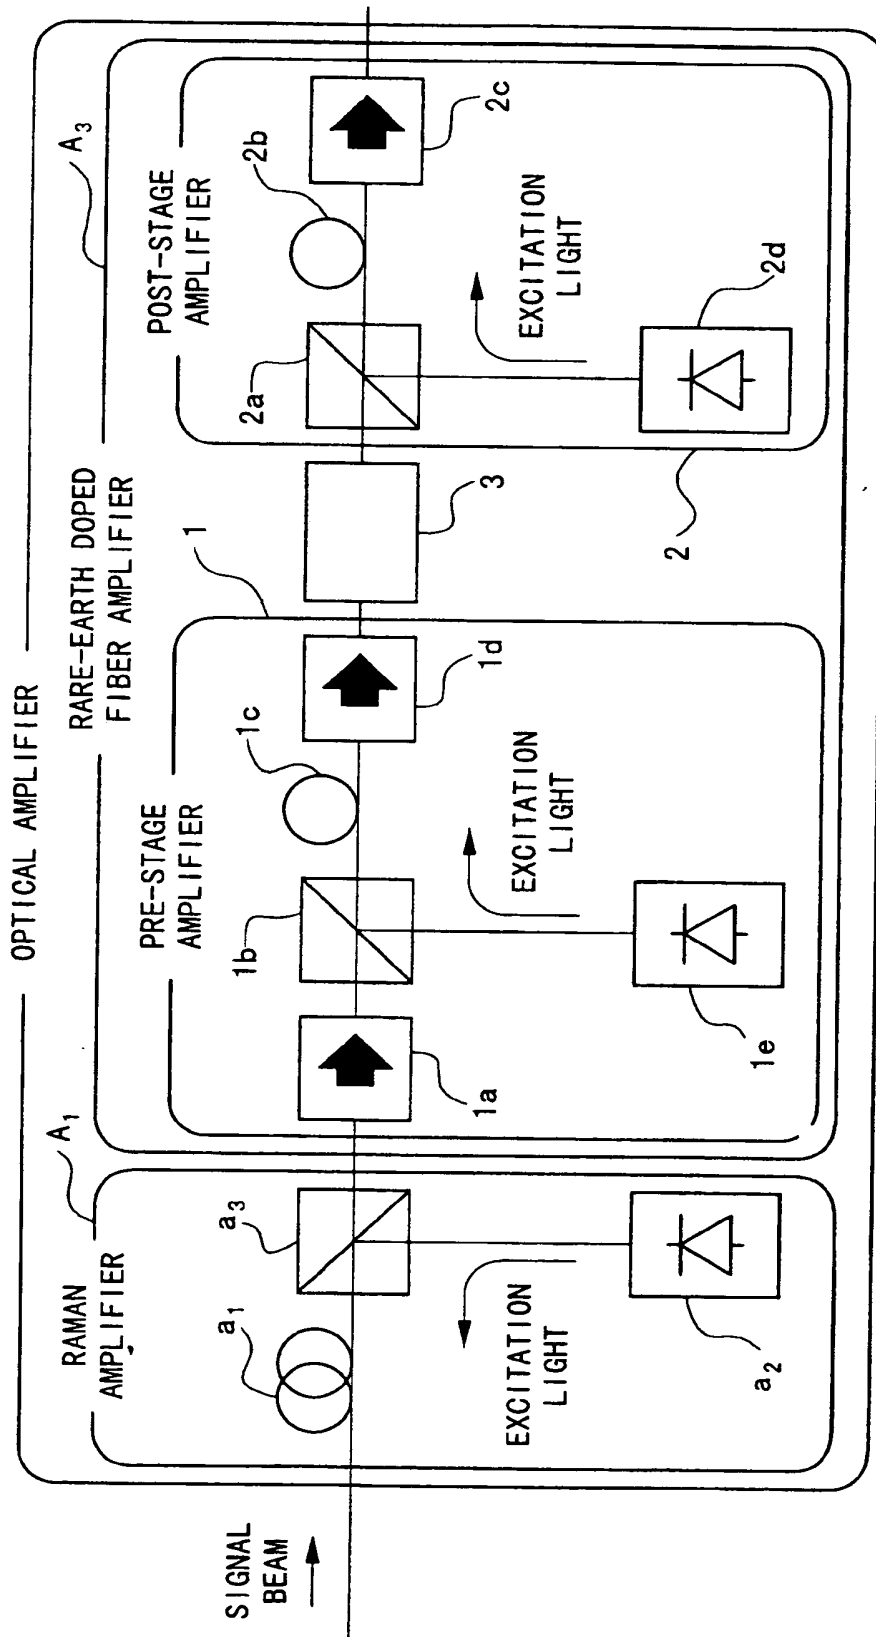 OPTICAL AMPLIFIER
RAMAN
AMPLIFIER
A1
RARE-EARTH DOPED
FIBER AMPLIFIER
A3
PRE-STAGE
AMPLIFIER
1
POST-STAGE
AMPLIFIER
SIGNAL
BEAM
a1
a3
1b
1c
2a
2b
1a
1d
3
2c
EXCITATION
LIGHT
EXCITATION
LIGHT
EXCITATION
LIGHT
a2
1e
2
2d